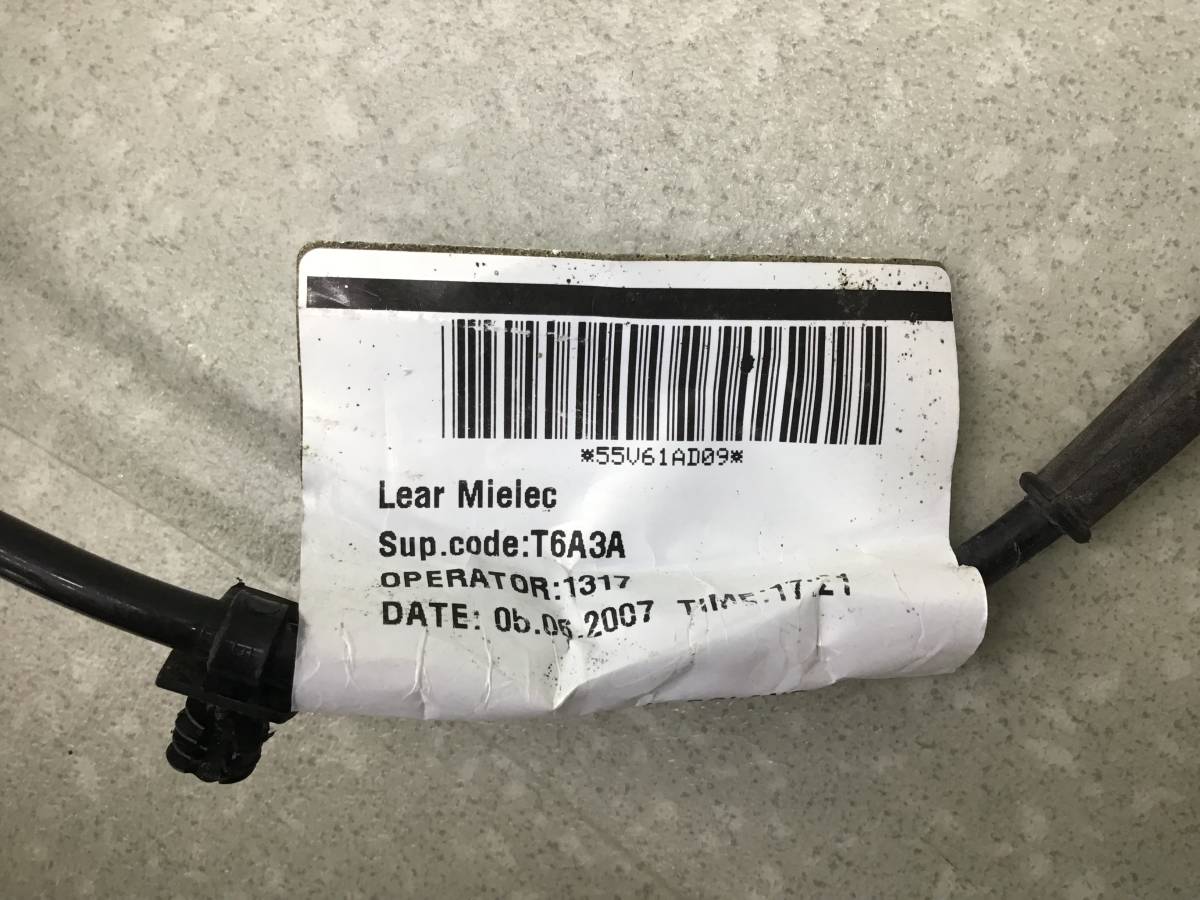 *55V61AD09*
Lear Mielec
Sup.code:T6A3A
OPERATOR:1317
DATE: 05.06.2007 TIME:17:21